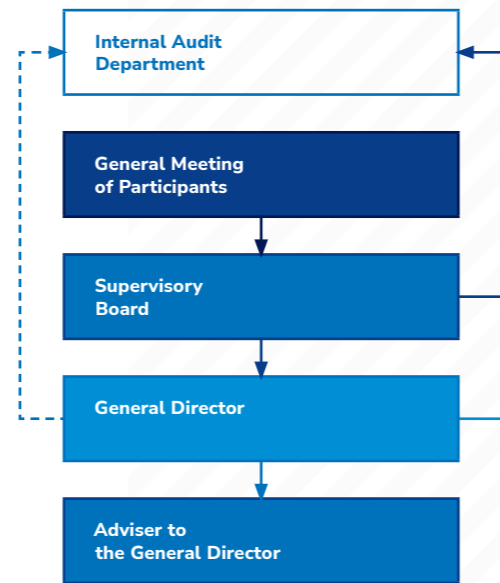 Internal Audit
Department
General Meeting
of Participants
Supervisory
Board
General Director
Adviser to
the General Director